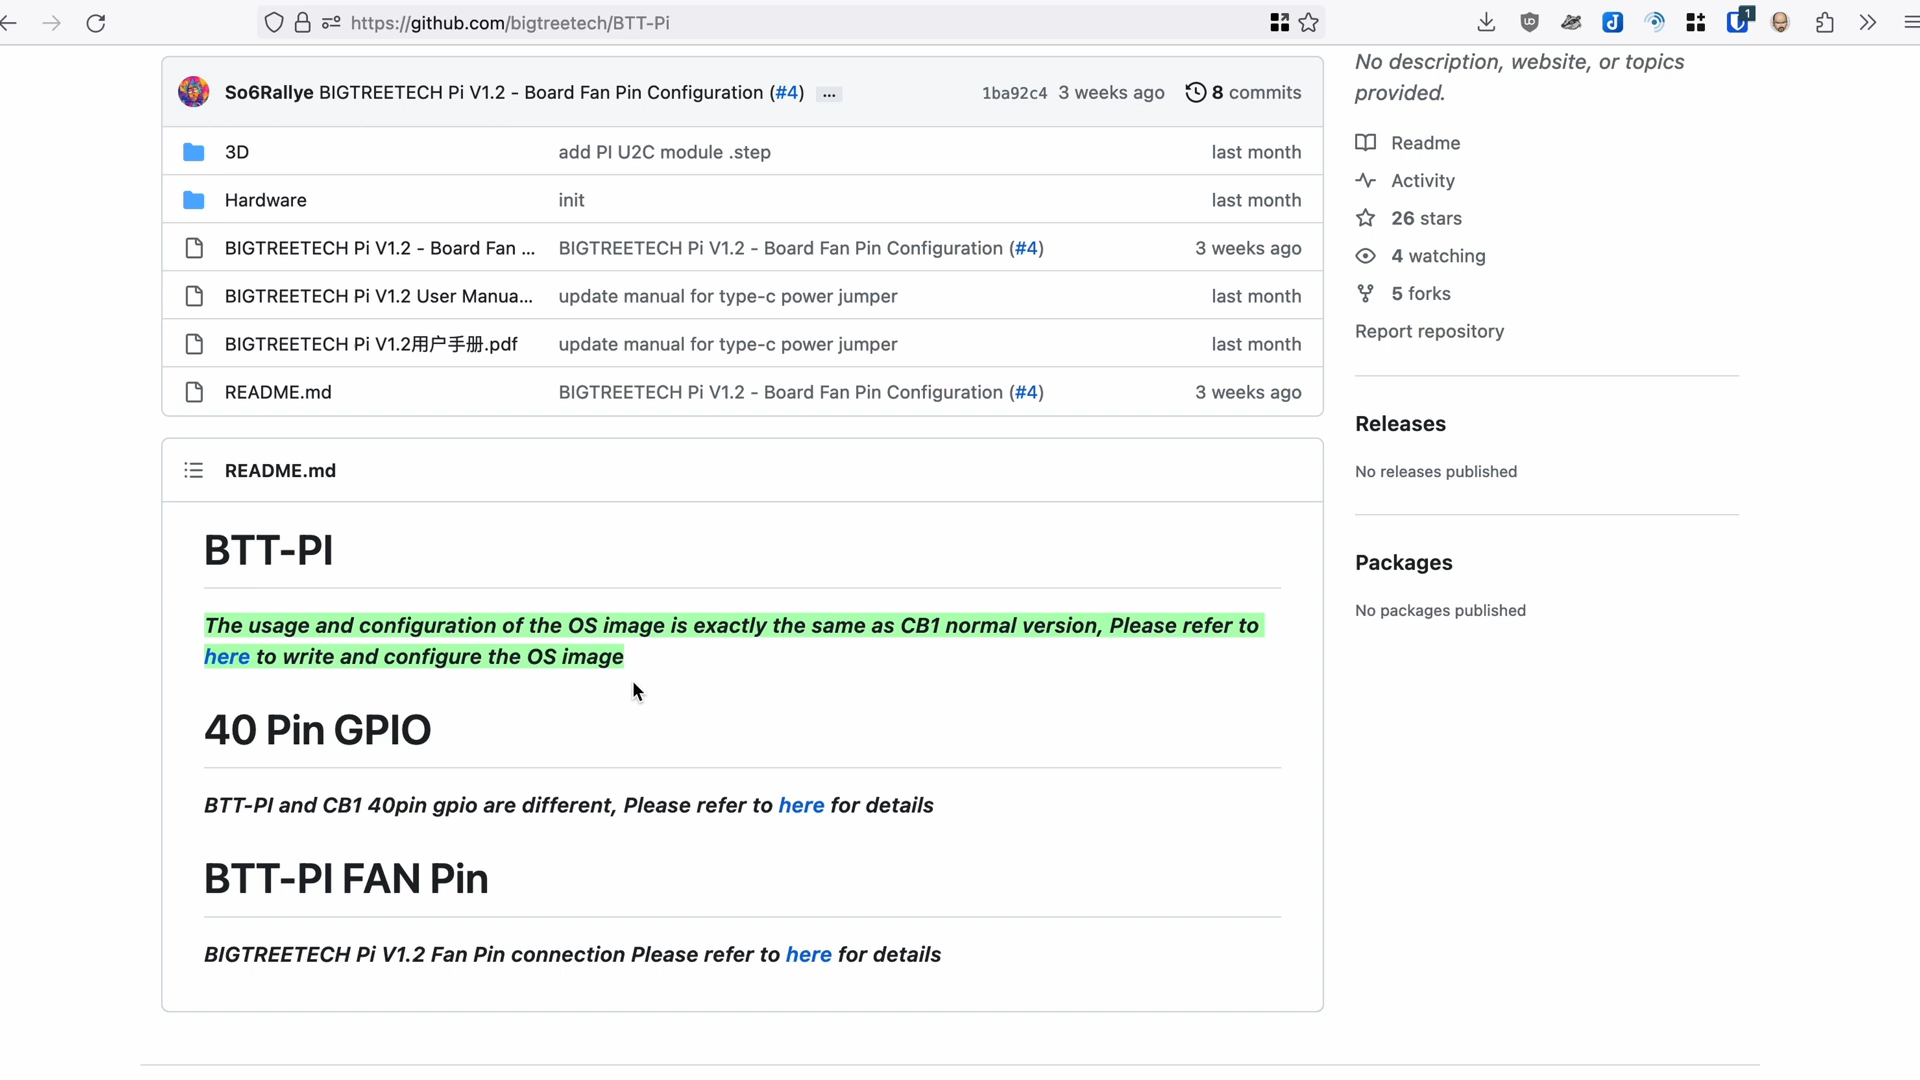 https://github.com/bigtreetech/BTT-Pi
1
No description, website, or topics
provided.
So6Rallye BIGTREETECH Pi V1.2 - Board Fan Pin Configuration (#4) ... 1ba92c4 3 weeks ago 8 commits
3D add PI U2C module .step last month
Hardware init last month
BIGTREETECH Pi V1.2 - Board Fan ... BIGTREETECH Pi V1.2 - Board Fan Pin Configuration (#4) 3 weeks ago
BIGTREETECH Pi V1.2 User Manua... update manual for type-c power jumper last month
BIGTREETECH Pi V1.2用户手册.pdf update manual for type-c power jumper last month
README.md BIGTREETECH Pi V1.2 - Board Fan Pin Configuration (#4) 3 weeks ago
Readme
Activity
26 stars
4 watching
5 forks
Report repository
Releases
No releases published
Packages
No packages published
README.md
BTT-PI
The usage and configuration of the OS image is exactly the same as CB1 normal version, Please refer to
here to write and configure the OS image
40 Pin GPIO
BTT-PI and CB1 40pin gpio are different, Please refer to here for details
BTT-PI FAN Pin
BIGTREETECH Pi V1.2 Fan Pin connection Please refer to here for details